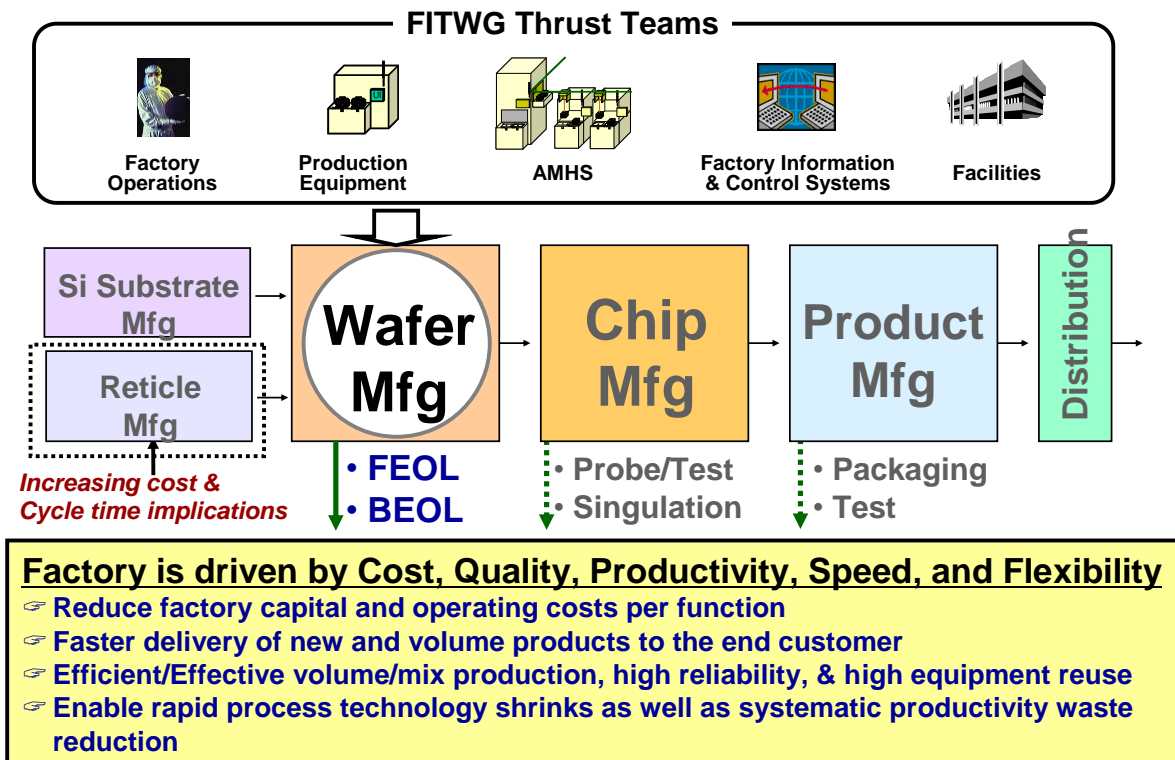 FITWG Thrust Teams
Factory
Operations
Production
Equipment
AMHS
Factory Information
& Control Systems
Facilities
Si Substrate
Mfg
Reticle
Mfg
Increasing cost &
Cycle time implications
Wafer
Mfg
• FEOL
• BEOL
Chip
Mfg
• Probe/Test
• Singulation
Product
Mfg
• Packaging
• Test
Distribution
Factory is driven by Cost, Quality, Productivity, Speed, and Flexibility
☞ Reduce factory capital and operating costs per function
☞ Faster delivery of new and volume products to the end customer
☞ Efficient/Effective volume/mix production, high reliability, & high equipment reuse
☞ Enable rapid process technology shrinks as well as systematic productivity waste
reduction